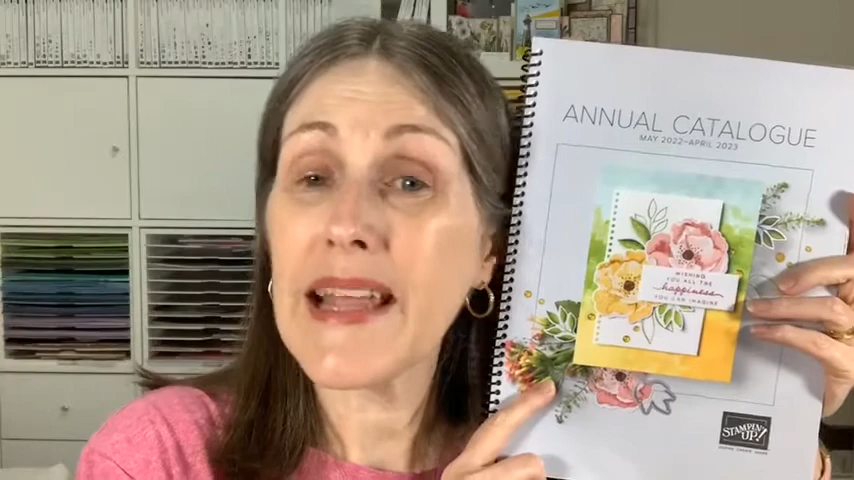 ANNUAL CATALOGUE
MAY 2022–APRIL 2023
WISHING
YOU ALL THE
happiness
YOU CAN IMAGINE
STAMPIN' UP!